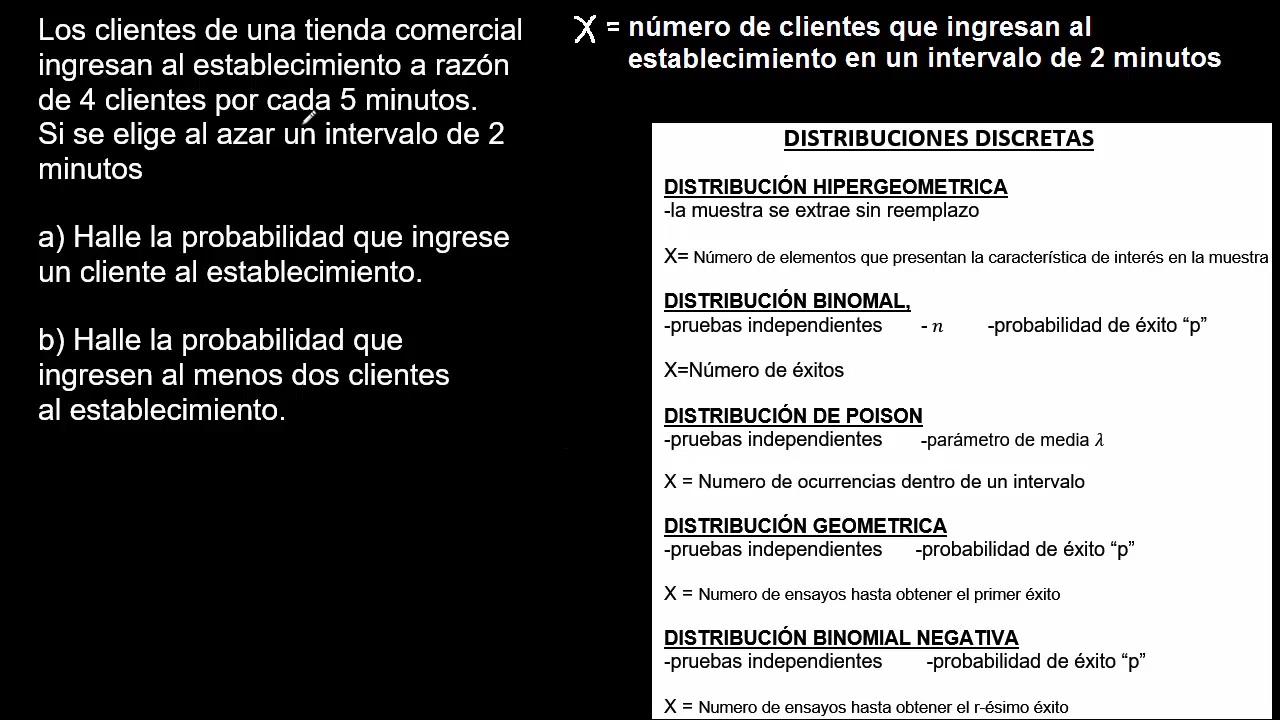 Los clientes de una tienda comercial
ingresan al establecimiento a razón
de 4 clientes por cada 5 minutos.
Si se elige al azar un intervalo de 2
minutos
a) Halle la probabilidad que ingrese
un cliente al establecimiento.
b) Halle la probabilidad que
ingresen al menos dos clientes
al establecimiento.
X = número de clientes que ingresan al
establecimiento en un intervalo de 2 minutos
DISTRIBUCIONES DISCRETAS
DISTRIBUCIÓN HIPERGEOMETRICA
-la muestra se extrae sin reemplazo
X= Número de elementos que presentan la característica de interés en la muestra
DISTRIBUCIÓN BINOMAL,
-pruebas independientes - n -probabilidad de éxito “p”
X=Número de éxitos
DISTRIBUCIÓN DE POISON
-pruebas independientes -parámetro de media λ
X = Numero de ocurrencias dentro de un intervalo
DISTRIBUCIÓN GEOMETRICA
-pruebas independientes -probabilidad de éxito “p”
X = Numero de ensayos hasta obtener el primer éxito
DISTRIBUCIÓN BINOMIAL NEGATIVA
-pruebas independientes -probabilidad de éxito “p”
X = Numero de ensayos hasta obtener el r-ésimo éxito